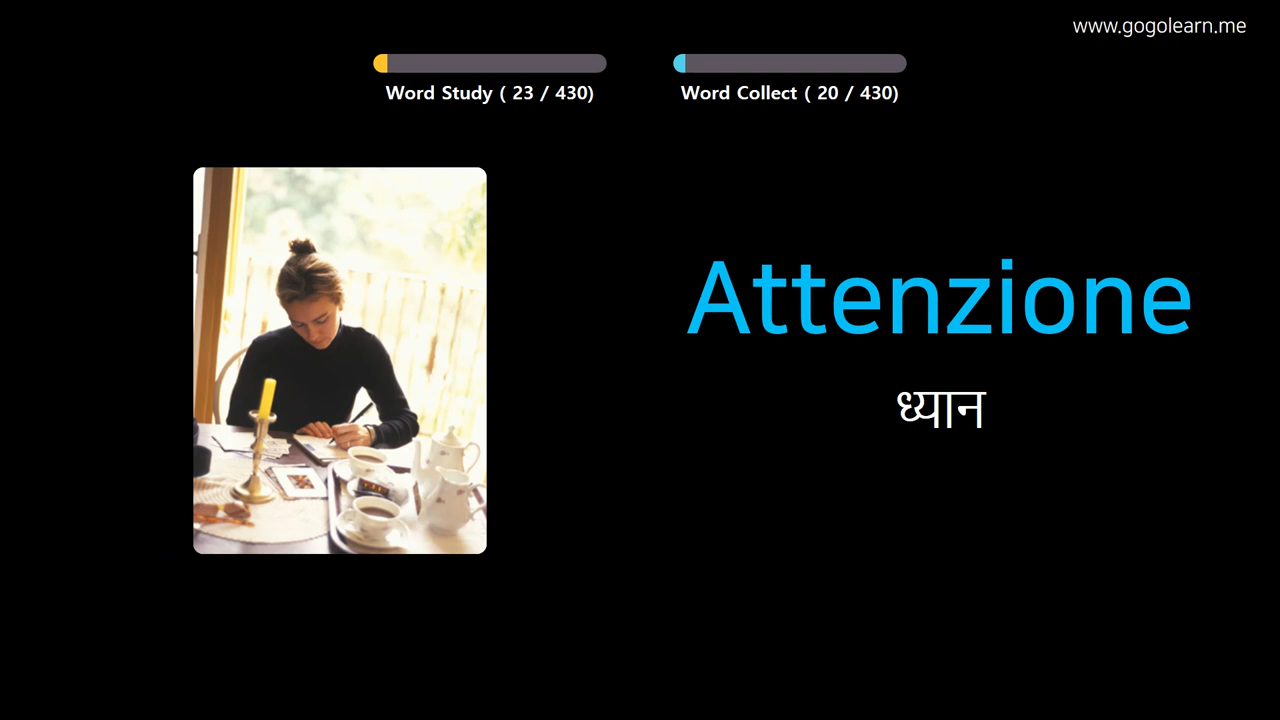 www.gogolearn.me
Word Study ( 23 / 430)
Word Collect ( 20 / 430)
Attenzione
ध्यान